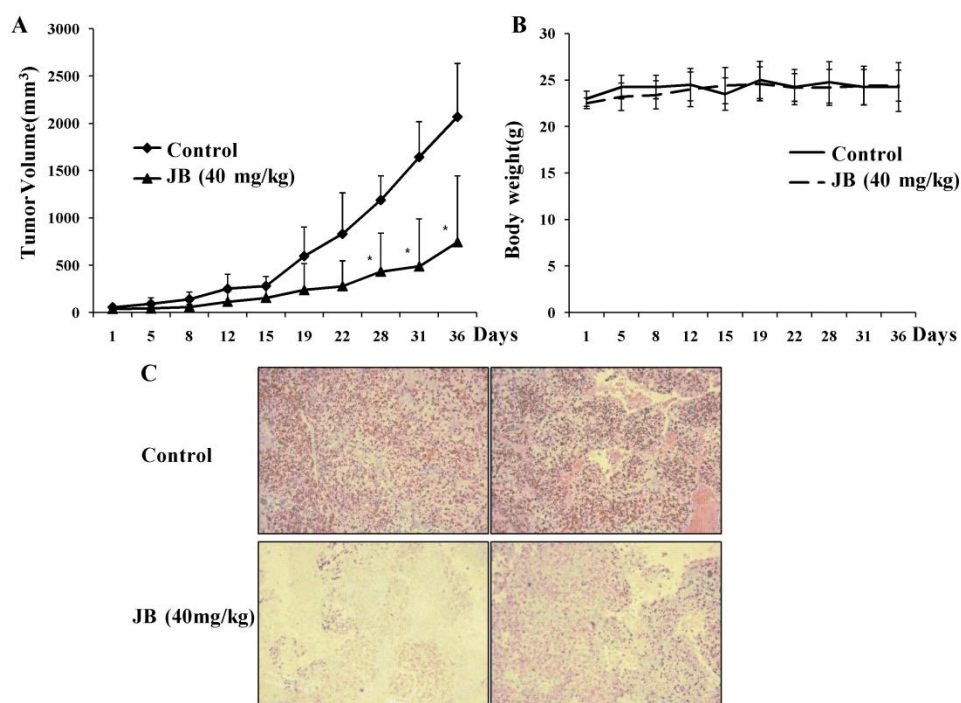 A
3000
2500
2000
1500
1000
500
0
Tumor Volume(mm³)
Control
JB (40 mg/kg)
*
*
*
1 5 8 12 15 19 22 28 31 36 Days
B
30
25
20
15
10
5
0
Body weight(g)
Control
JB (40 mg/kg)
1 5 8 12 15 19 22 28 31 36 Days
C
Control
JB (40mg/kg)